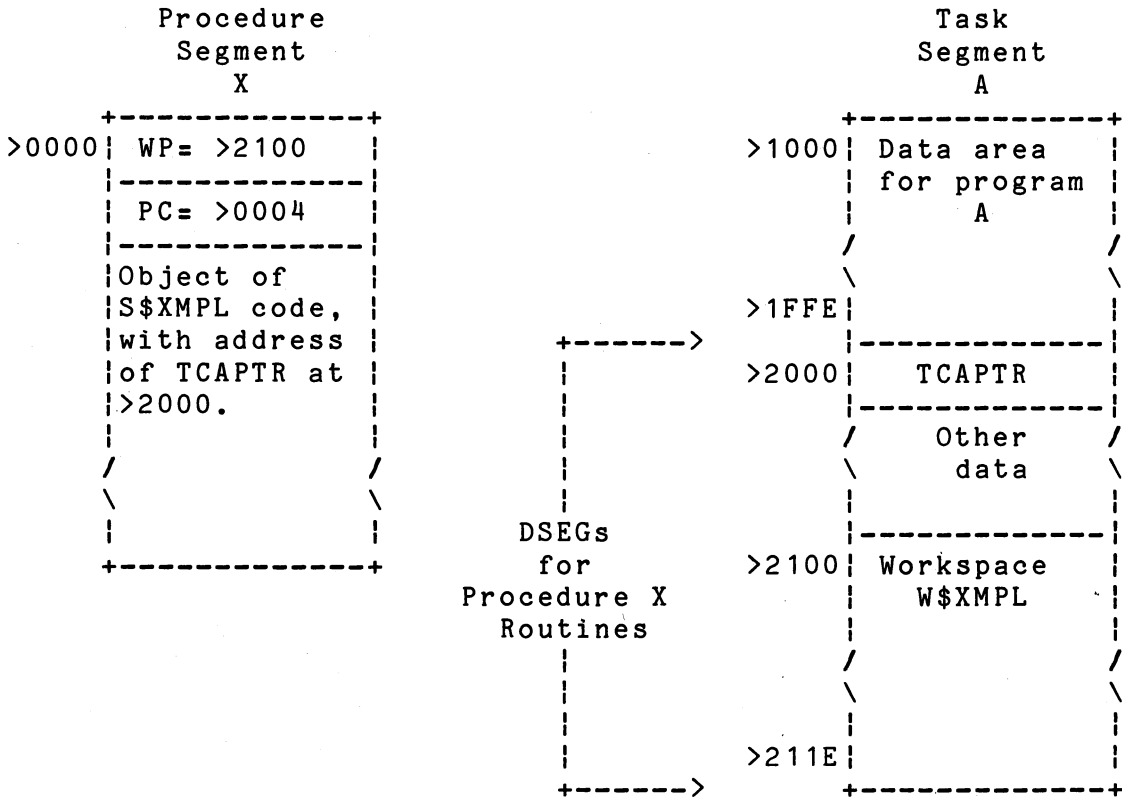 Procedure
Segment
X
>0000
WP= >2100
PC= >0004
Object of
S$XMPL code,
with address
of TCAPTR at
>2000.
DSEGs
for
Procedure X
Routines
Task
Segment
A
>1000
Data area
for program
A
>1FFE
>2000
TCAPTR
Other
data
>2100
Workspace
W$XMPL
>211E